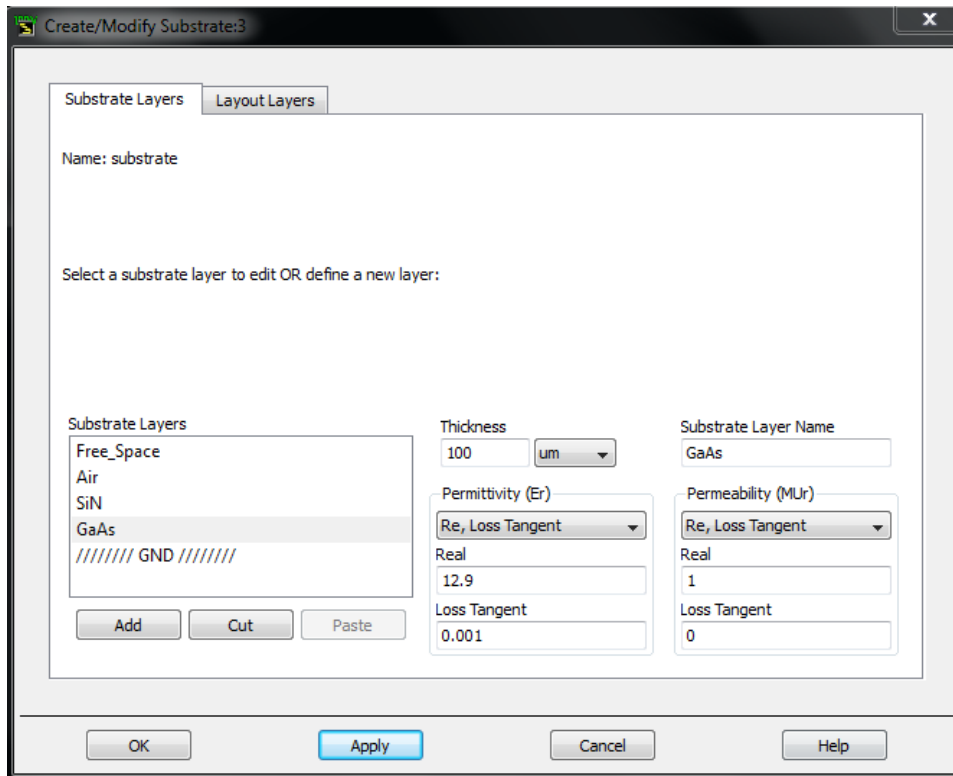 Create/Modify Substrate:3
x
Substrate Layers
Layout Layers
Name: substrate
Select a substrate layer to edit OR define a new layer:
Substrate Layers
Free_Space
Air
SiN
GaAs
//////// GND ////////
Add
Cut
Paste
Thickness
100
um
Permittivity (Er)
Re, Loss Tangent
Real
12.9
Loss Tangent
0.001
Substrate Layer Name
GaAs
Permeability (MUr)
Re, Loss Tangent
Real
1
Loss Tangent
0
OK
Apply
Cancel
Help